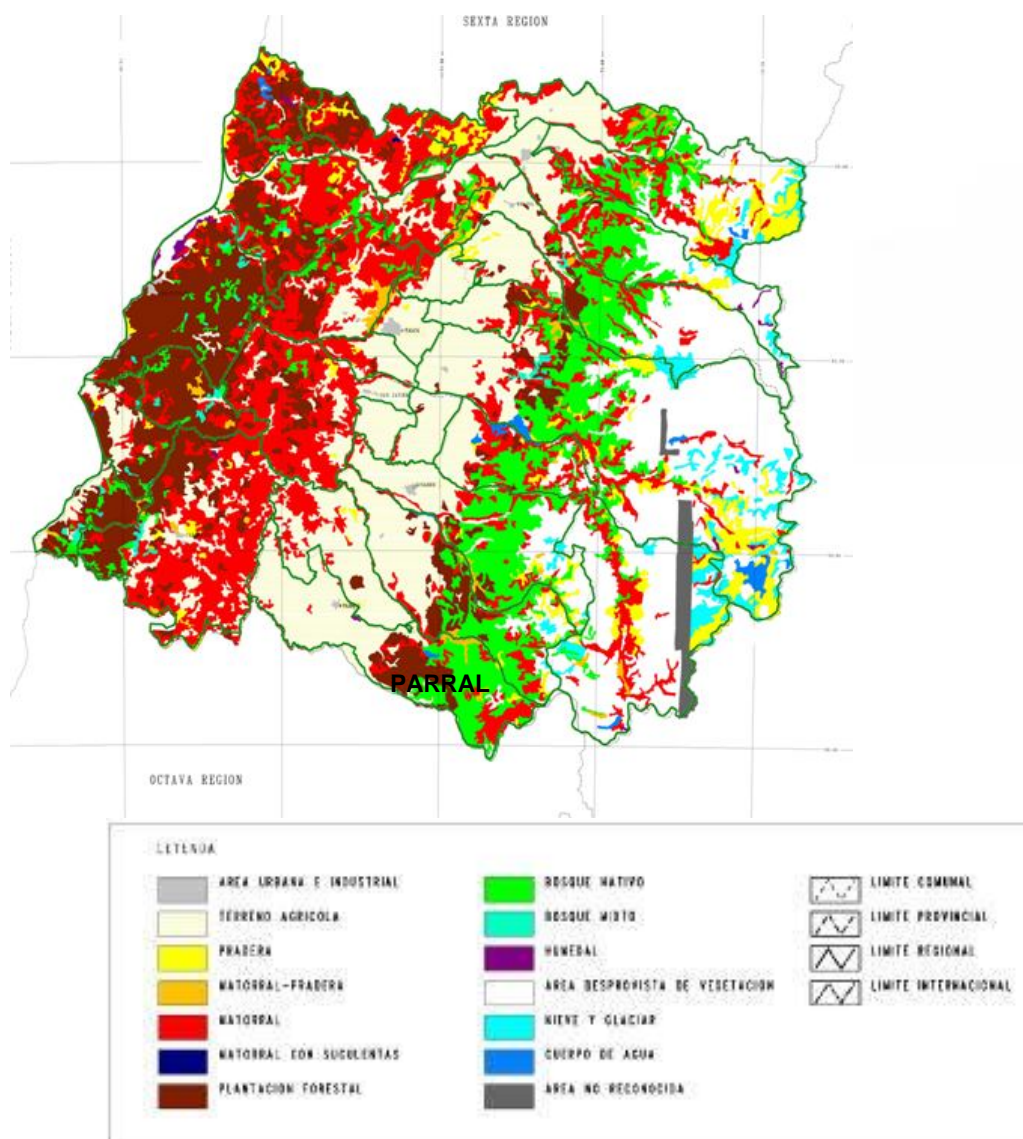 SEXTA REGION
PARRAL
OCTAVA REGION
LEYENDA
AREA URBANA E INDUSTRIAL
TERRENO AGRICOLA
PRADERA
MATORRAL-PRADERA
MATORRAL
MATORRAL CON SUCULENTAS
PLANTACION FORESTAL
BOSQUE NATIVO
BOSQUE MIXTO
HUMEDAL
AREA DESPROVISTA DE VEGETACION
NIEVE Y GLACIAR
CUERPO DE AGUA
AREA NO RECONOCIDA
LIMITE COMUNAL
LIMITE PROVINCIAL
LIMITE REGIONAL
LIMITE INTERNACIONAL